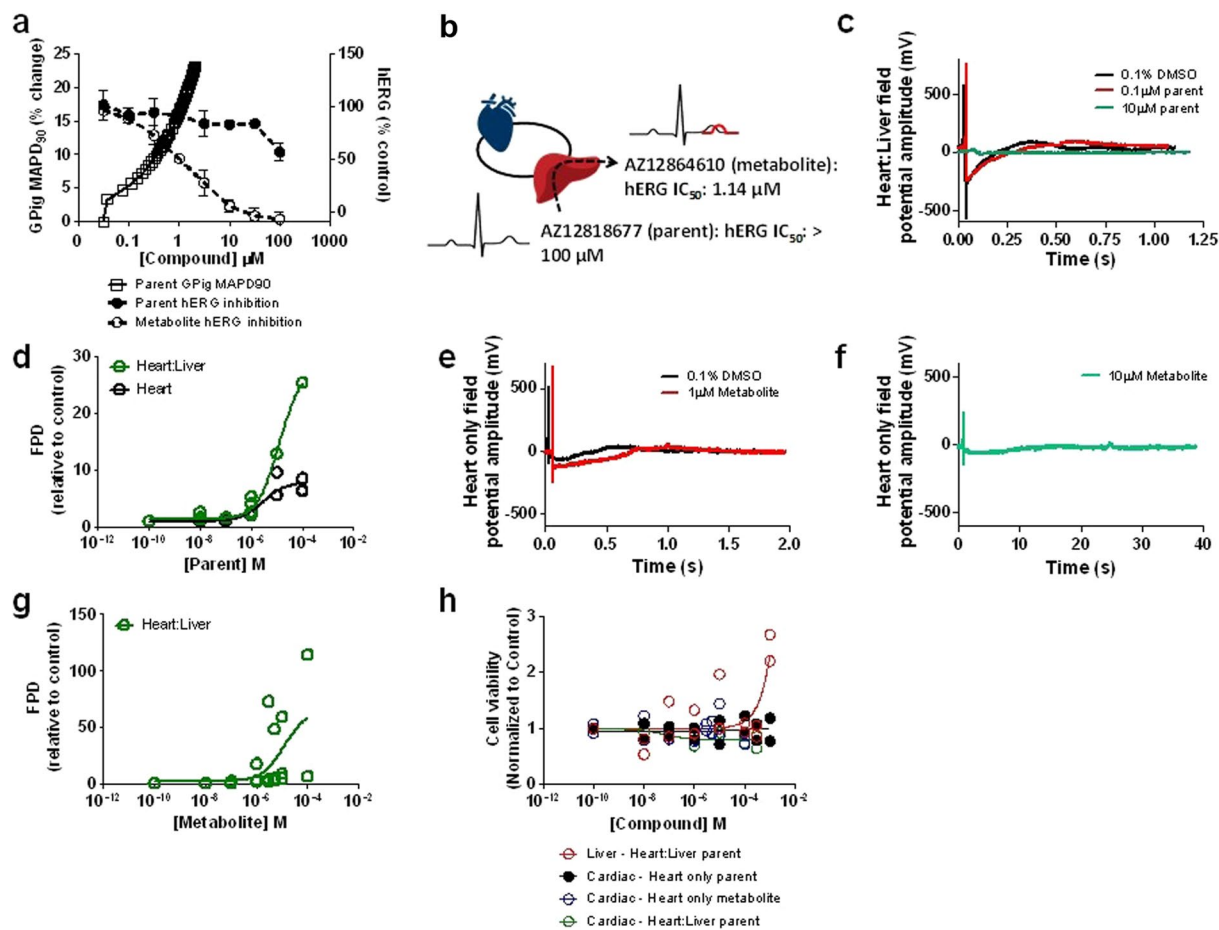 a
GPig MAPD90 (% change)
25
20
15
10
5
0
150
100
50
0
hERG (% control)
0.1
1
10
100
1000
[Compound] µM
Parent GPig MAPD90
Parent hERG inhibition
Metabolite hERG inhibition
b
AZ12864610 (metabolite):
hERG IC50: 1.14 µM
AZ12818677 (parent): hERG IC50: >
100 µM
c
Heart:Liver field
potential amplitude (mV)
500
0
-500
0.1% DMSO
0.1µM parent
10µM parent
0.00 0.25 0.50 0.75 1.00 1.25
Time (s)
d
FPD
(relative to control)
30
20
10
0
Heart:Liver
Heart
10⁻¹² 10⁻¹⁰ 10⁻⁸ 10⁻⁶ 10⁻⁴ 10⁻²
[Parent] M
e
Heart only field
potential amplitude (mV)
500
0
-500
0.1% DMSO
1µM Metabolite
0.0 0.5 1.0 1.5 2.0
Time (s)
f
Heart only field
potential amplitude (mV)
500
0
-500
10µM Metabolite
0 10 20 30 40
Time (s)
g
FPD
(relative to control)
150
100
50
0
Heart:Liver
10⁻¹² 10⁻¹⁰ 10⁻⁸ 10⁻⁶ 10⁻⁴ 10⁻²
[Metabolite] M
h
Cell viability
(Normalized to Control)
3
2
1
0
10⁻¹² 10⁻¹⁰ 10⁻⁸ 10⁻⁶ 10⁻⁴ 10⁻²
[Compound] M
Liver - Heart:Liver parent
Cardiac - Heart only parent
Cardiac - Heart only metabolite
Cardiac - Heart:Liver parent